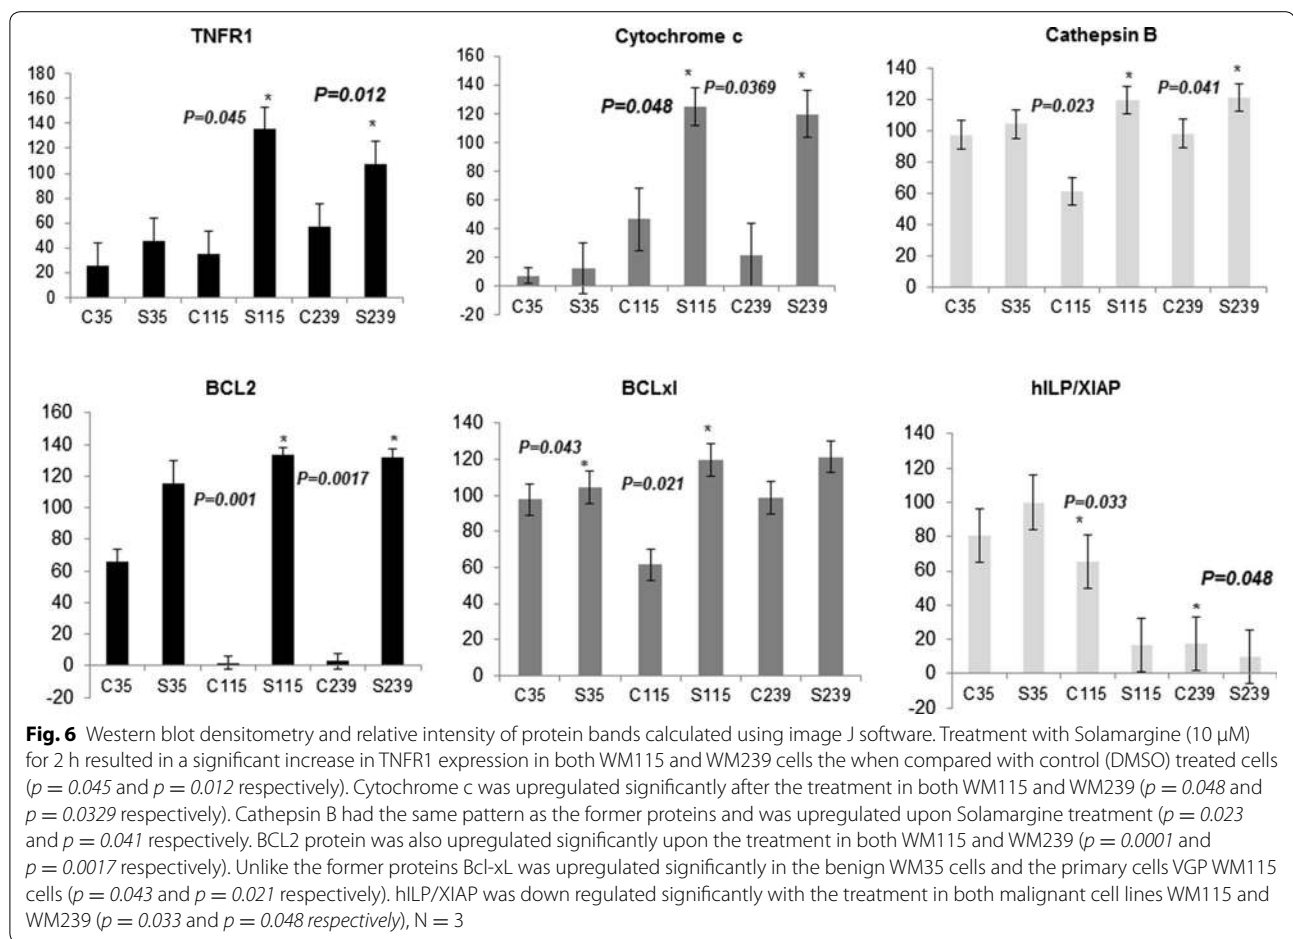 TNFR1
180
160
140
120
100
80
60
40
20
0
P=0.045
*
P=0.012
*
C35 S35 C115 S115 C239 S239
Cytochrome c
140
120
100
80
60
40
20
0
-20
P=0.048
*
P=0.0369
*
C35 S35 C115 S115 C239 S239
Cathepsin B
140
120
100
80
60
40
20
0
P=0.023
*
P=0.041
*
C35 S35 C115 S115 C239 S239
BCL2
160
140
120
100
80
60
40
20
0
-20
P=0.001
*
P=0.0017
*
C35 S35 C115 S115 C239 S239
BCLxl
140
120
100
80
60
40
20
0
P=0.043
*
P=0.021
*
C35 S35 C115 S115 C239 S239
hILP/XIAP
140
120
100
80
60
40
20
0
-20
P=0.033
*
P=0.048
*
C35 S35 C115 S115 C239 S239
Fig. 6 Western blot densitometry and relative intensity of protein bands calculated using image J software. Treatment with Solamargine (10 μM)
for 2 h resulted in a significant increase in TNFR1 expression in both WM115 and WM239 cells the when compared with control (DMSO) treated cells
(p = 0.045 and p = 0.012 respectively). Cytochrome c was upregulated significantly after the treatment in both WM115 and WM239 (p = 0.048 and
p = 0.0329 respectively). Cathepsin B had the same pattern as the former proteins and was upregulated upon Solamargine treatment (p = 0.023
and p = 0.041 respectively. BCL2 protein was also upregulated significantly upon the treatment in both WM115 and WM239 (p = 0.0001 and
p = 0.0017 respectively). Unlike the former proteins Bcl-xL was upregulated significantly in the benign WM35 cells and the primary cells VGP WM115
cells (p = 0.043 and p = 0.021 respectively). hILP/XIAP was down regulated significantly with the treatment in both malignant cell lines WM115 and
WM239 (p = 0.033 and p = 0.048 respectively), N = 3